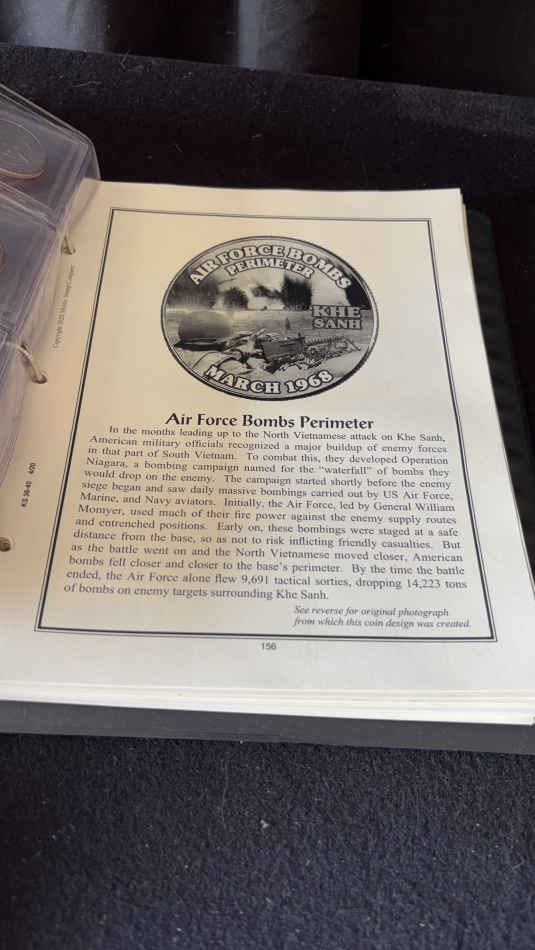 AIR FORCE BOMBS
PERIMETER
KHE
SANH
MARCH 1968
Air Force Bombs Perimeter
In the months leading up to the North Vietnamese attack on Khe Sanh,
American military officials recognized a major buildup of enemy forces
in that part of South Vietnam. To combat this, they developed Operation
Niagara, a bombing campaign named for the “waterfall” of bombs they
would drop on the enemy. The campaign started shortly before the enemy
siege began and saw daily massive bombings carried out by US Air Force,
Marine, and Navy aviators. Initially, the Air Force, led by General William
Momyer, used much of their fire power against the enemy supply routes
and entrenched positions. Early on, these bombings were staged at a safe
distance from the base, so as not to risk inflicting friendly casualties. But
as the battle went on and the North Vietnamese moved closer, American
bombs fell closer and closer to the base’s perimeter. By the time the battle
ended, the Air Force alone flew 9,691 tactical sorties, dropping 14,223 tons
of bombs on enemy targets surrounding Khe Sanh.
See reverse for original photograph
from which this coin design was created.
156
Copyright
4/20